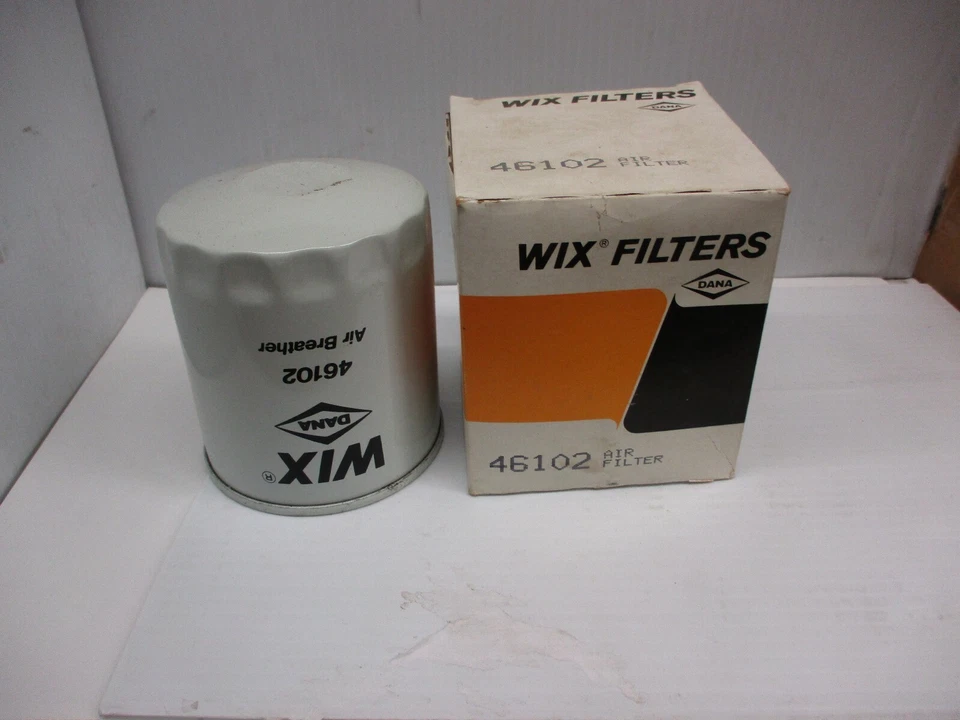 WIX FILTERS
DANA
46102 AIR
FILTER
WIX® FILTERS
DANA
46102 AIR
FILTER
WIX®
DANA
46102
Air Breather